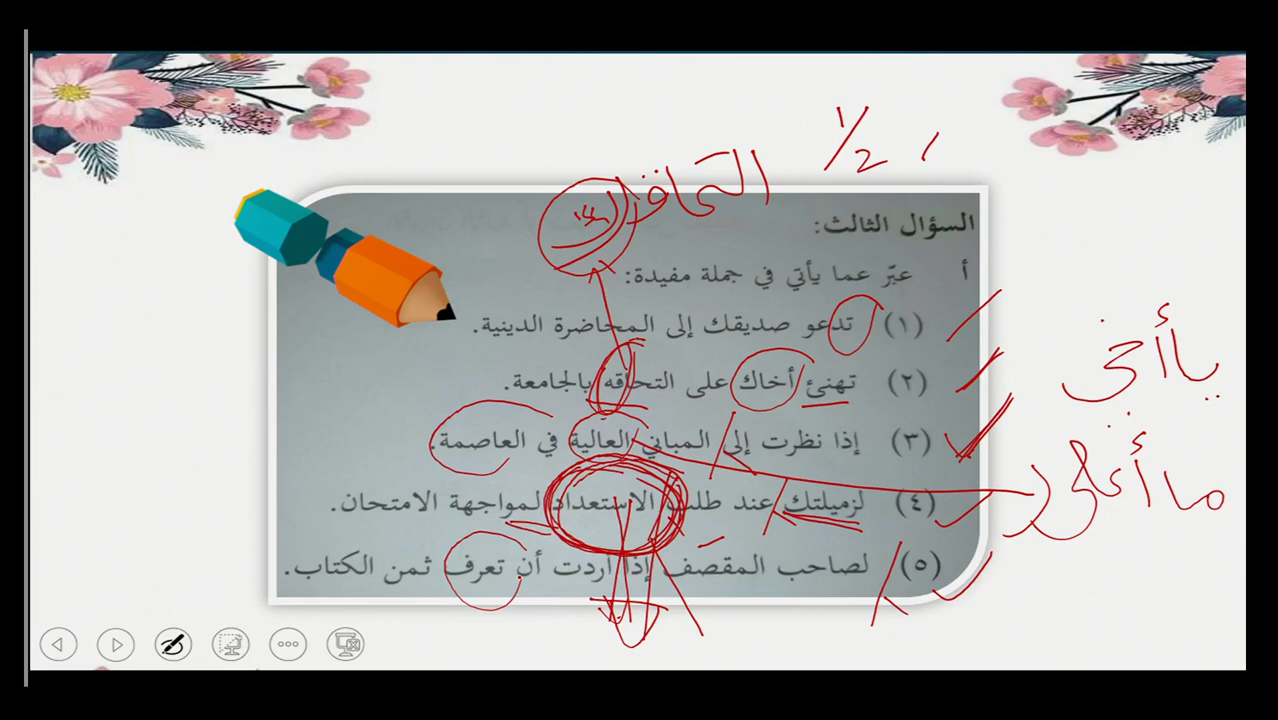 1/2
السؤال الثالث:
أ عبّر عما يأتي في جملة مفيدة:
(١) تدعو صديقك إلى المحاضرة الدينية.
(٢) تهنئ أخاك على التحاقه بالجامعة.
(٣) إذا نظرت إلى المباني العالية في العاصمة.
(٤) لزميلتك عند طلب الاستعداد لمواجهة الامتحان.
(٥) لصاحب المقصف إذا أردت أن تعرف ثمن الكتاب.
يا أخي
ما أعلى